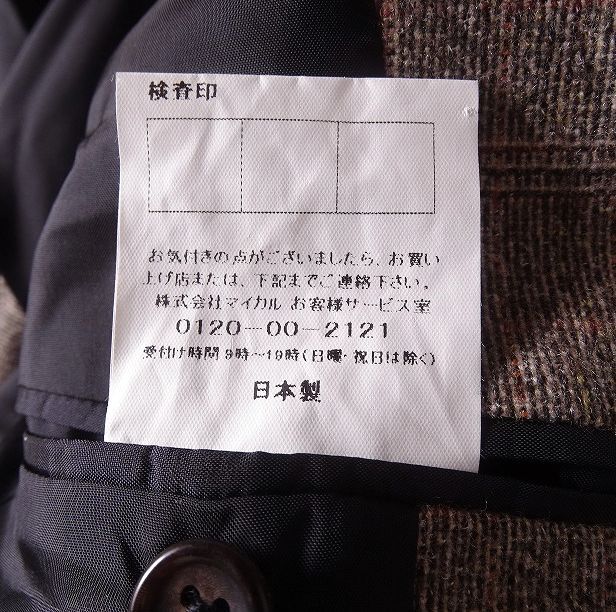 検査印
お気付きの点がございましたら、お買い
上げ店または、下記までご連絡下さい。
株式会社マイカル お客様サービス室
0120-00-2121
受付け時間9時～19時(日曜・祝日は除く)
日本製